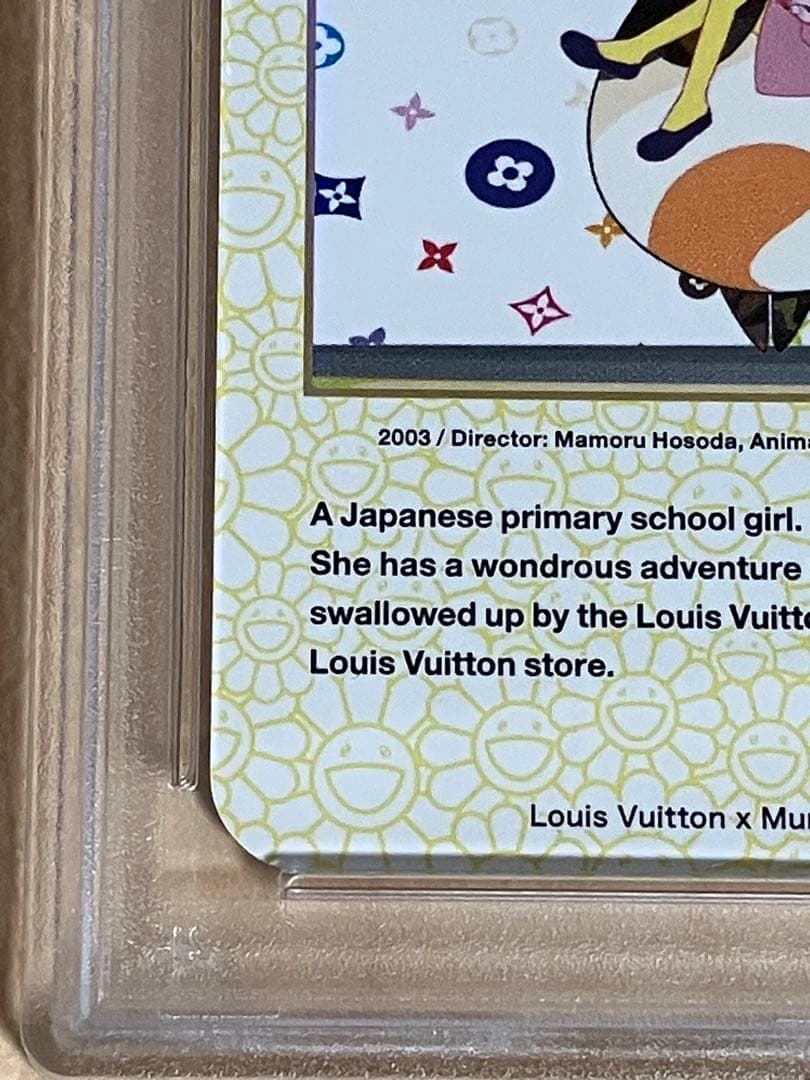 2003 / Director: Mamoru Hosoda,
A Japanese primary school girl.
She has a wondrous adventure
swallowed up by the Louis
Louis Vuitton store.
Louis Vuitton x